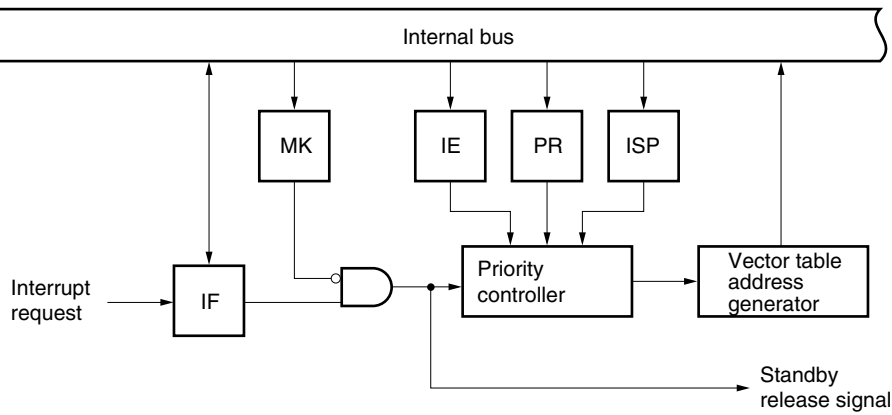 Internal bus
MK
IE
PR
ISP
Interrupt
request
IF
Priority
controller
Vector table
address
generator
Standby
release signal